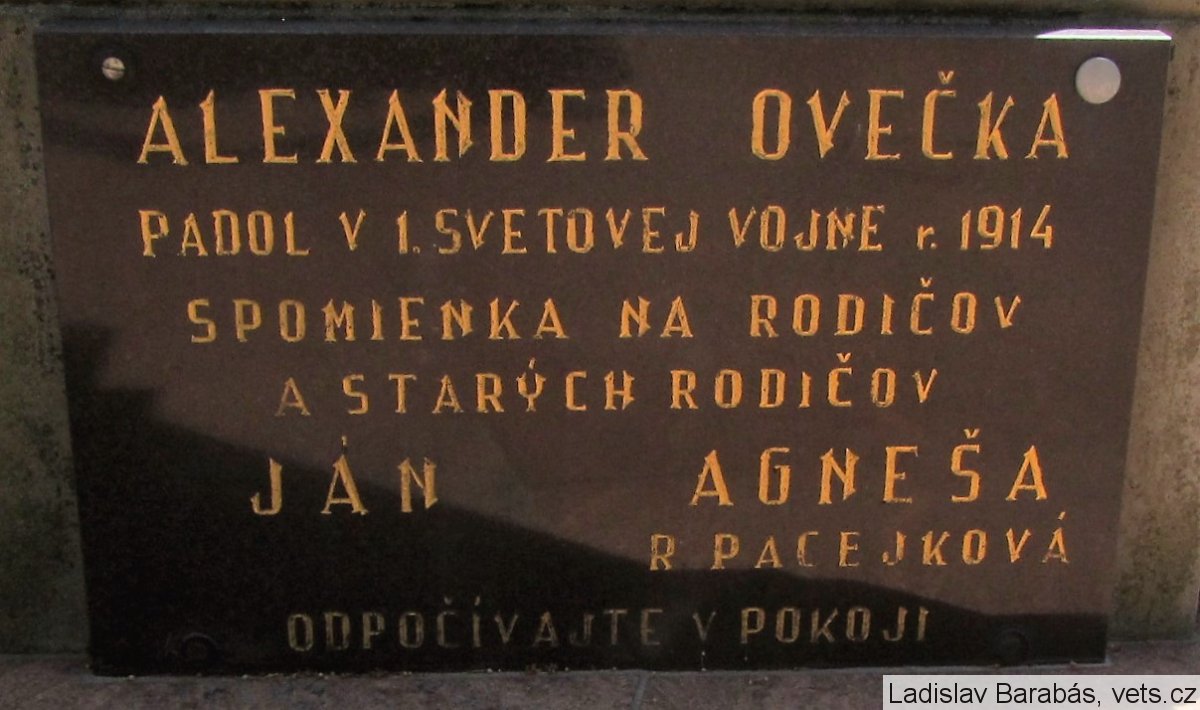 ALEXANDER OVEČKA
PADOL V 1. SVETOVEJ VOJNE r. 1914
SPOMIENKA NA RODIČOV
A STARÝCH RODIČOV
JÁN AGNEŠA
R PACEJKOVÁ
ODPOČÍVAJTE V POKOJI
Ladislav Barabás, vets.cz